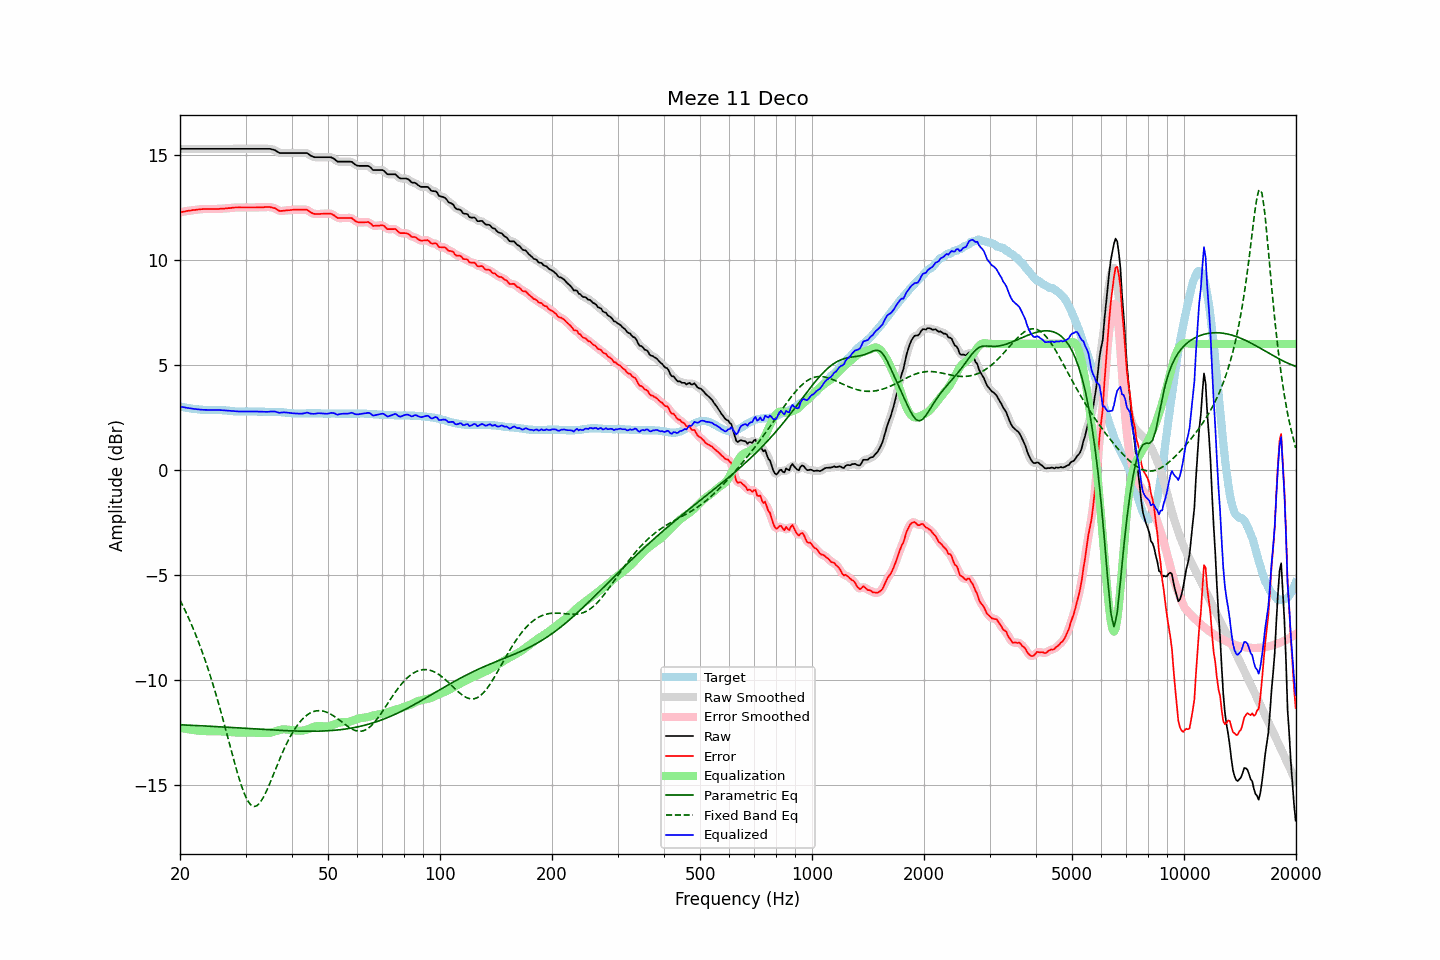 Meze 11 Deco
Amplitude (dBr)
15
10
5
0
−5
−10
−15
Target
Raw Smoothed
Error Smoothed
Raw
Error
Equalization
Parametric Eq
Fixed Band Eq
Equalized
20 50 100 200 500 1000 2000 5000 10000 20000
Frequency (Hz)